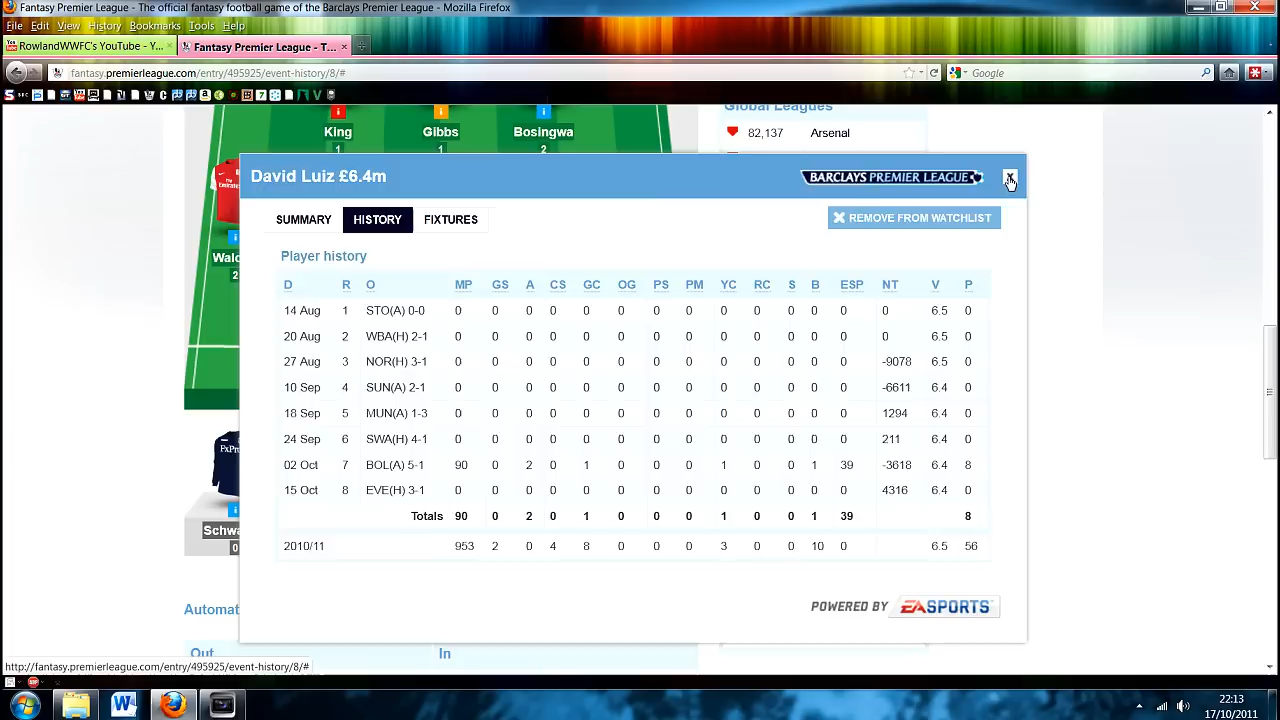 Fantasy Premier League - The official fantasy football game of the Barclays Premier League - Mozilla Firefox
File Edit View History Bookmarks Tools Help
RowlandWWFC's YouTube - Y... × Fantasy Premier League - T... ×
fantasy.premierleague.com/entry/495925/event-history/8/# Google
Global Leagues
King Gibbs Bosingwa
1 1 2
82,137 Arsenal
David Luiz £6.4m
BARCLAYS PREMIER LEAGUE
SUMMARY HISTORY FIXTURES
REMOVE FROM WATCHLIST
Player history
D R O MP GS A CS GC OG PS PM YC RC S B ESP NT V P
14 Aug 1 STO(A) 0-0 0 0 0 0 0 0 0 0 0 0 0 0 0 0 6.5 0
20 Aug 2 WBA(H) 2-1 0 0 0 0 0 0 0 0 0 0 0 0 0 0 6.5 0
27 Aug 3 NOR(H) 3-1 0 0 0 0 0 0 0 0 0 0 0 0 0 -9078 6.5 0
10 Sep 4 SUN(A) 2-1 0 0 0 0 0 0 0 0 0 0 0 0 0 -6611 6.4 0
18 Sep 5 MUN(A) 1-3 0 0 0 0 0 0 0 0 0 0 0 0 0 1294 6.4 0
24 Sep 6 SWA(H) 4-1 0 0 0 0 0 0 0 0 0 0 0 0 0 211 6.4 0
02 Oct 7 BOL(A) 5-1 90 0 2 0 1 0 0 0 1 0 0 1 39 -3618 6.4 8
15 Oct 8 EVE(H) 3-1 0 0 0 0 0 0 0 0 0 0 0 0 0 4316 6.4 0
Totals 90 0 2 0 1 0 0 0 1 0 0 1 39 8
2010/11 953 2 0 4 8 0 0 0 3 0 0 10 0 6.5 56
POWERED BY EA SPORTS
Walc
2
FxPr
Schwa
0
Automat
Out In
http://fantasy.premierleague.com/entry/495925/event-history/8/#
22:13
17/10/2011